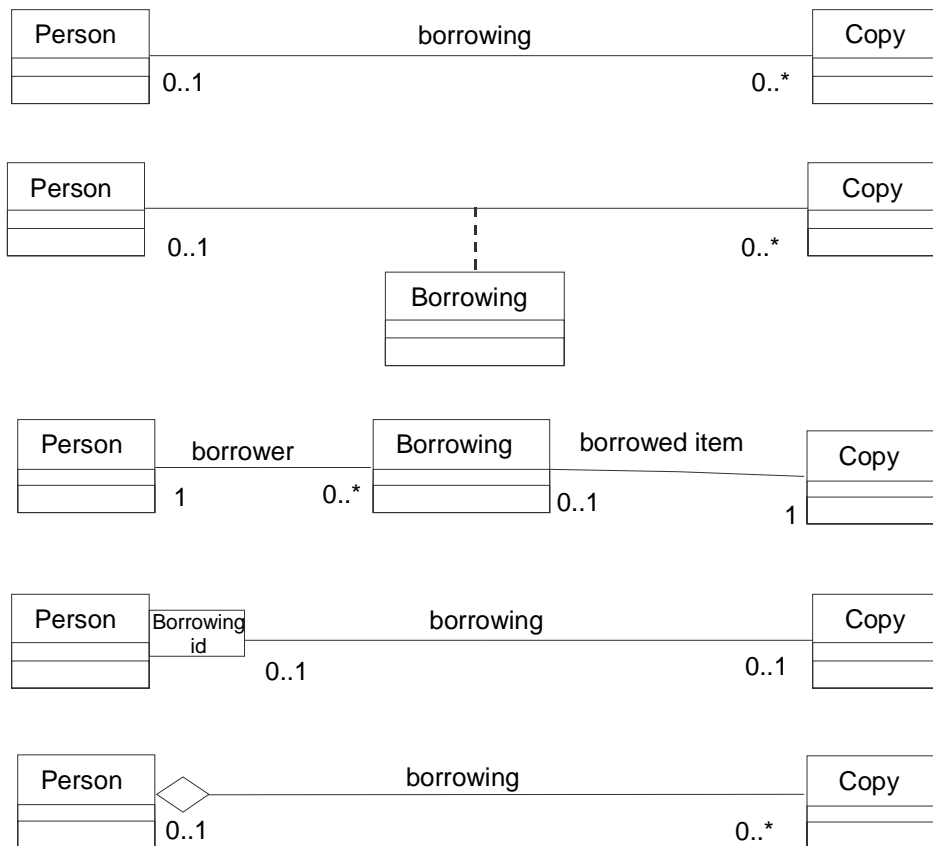 Person borrowing Copy
0..1 0..*
Person Copy
0..1 0..*
Borrowing
Person borrower Borrowing borrowed item Copy
1 0..* 0..1 1
Person Borrowing borrowing Copy
id
0..1 0..1
Person borrowing Copy
0..1 0..*